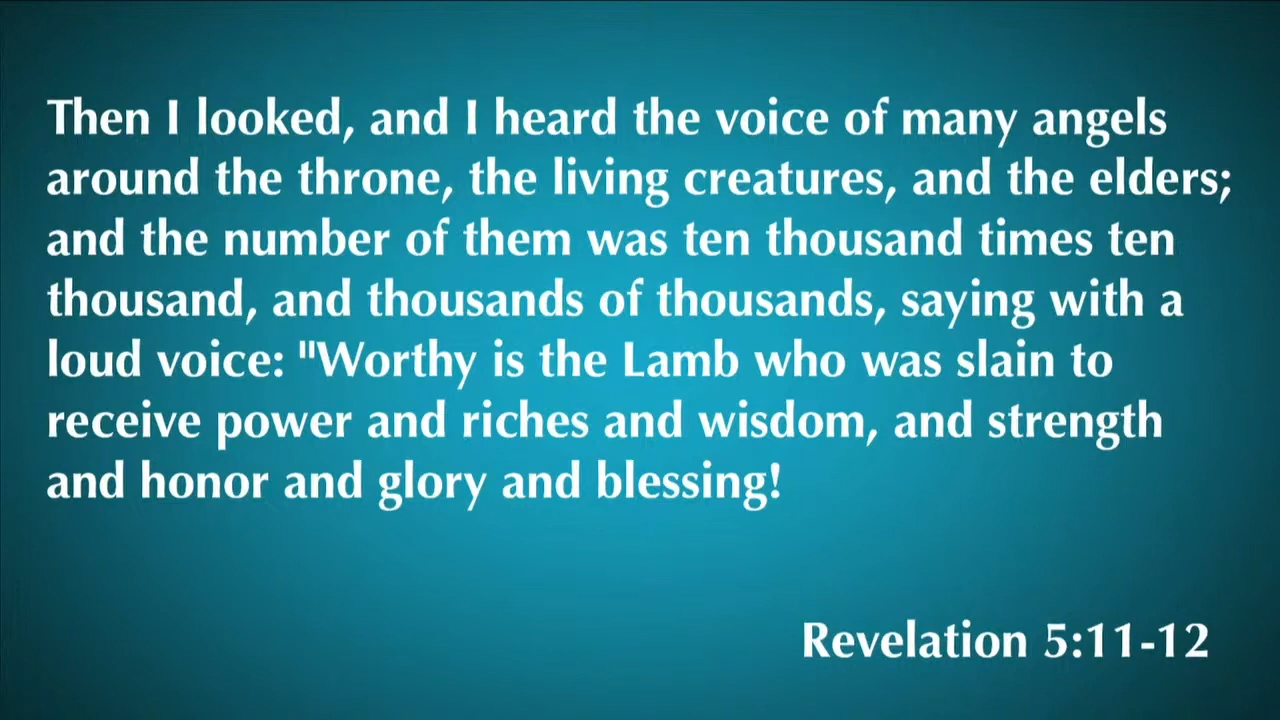 Then I looked, and I heard the voice of many angels
around the throne, the living creatures, and the elders;
and the number of them was ten thousand times ten
thousand, and thousands of thousands, saying with a
loud voice: "Worthy is the Lamb who was slain to
receive power and riches and wisdom, and strength
and honor and glory and blessing!
Revelation 5:11-12